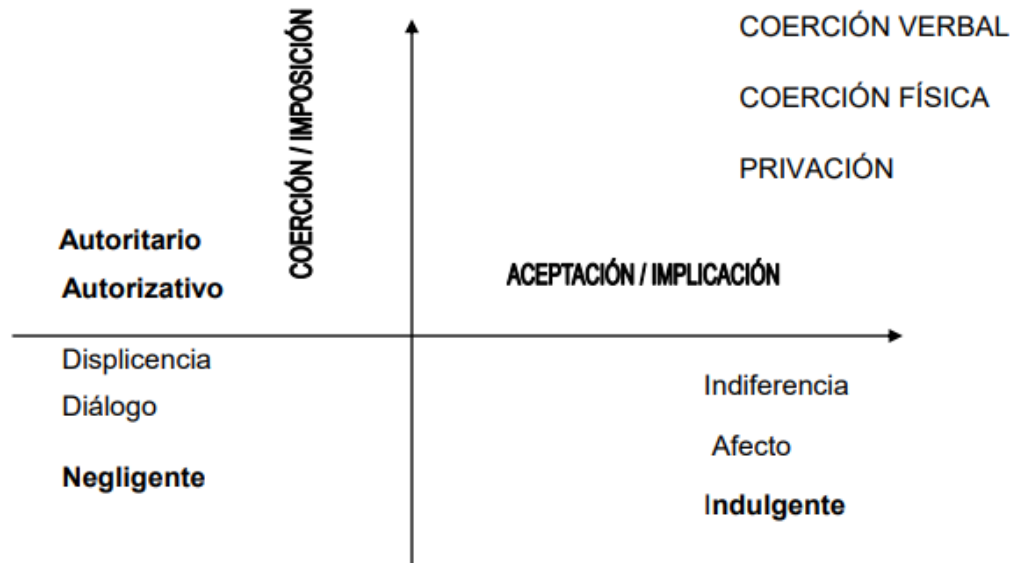 COERCIÓN / IMPOSICIÓN
COERCIÓN VERBAL
COERCIÓN FÍSICA
PRIVACIÓN
Autoritario
Autorizativo
ACEPTACIÓN / IMPLICACIÓN
Displicencia
Diálogo
Negligente
Indiferencia
Afecto
Indulgente